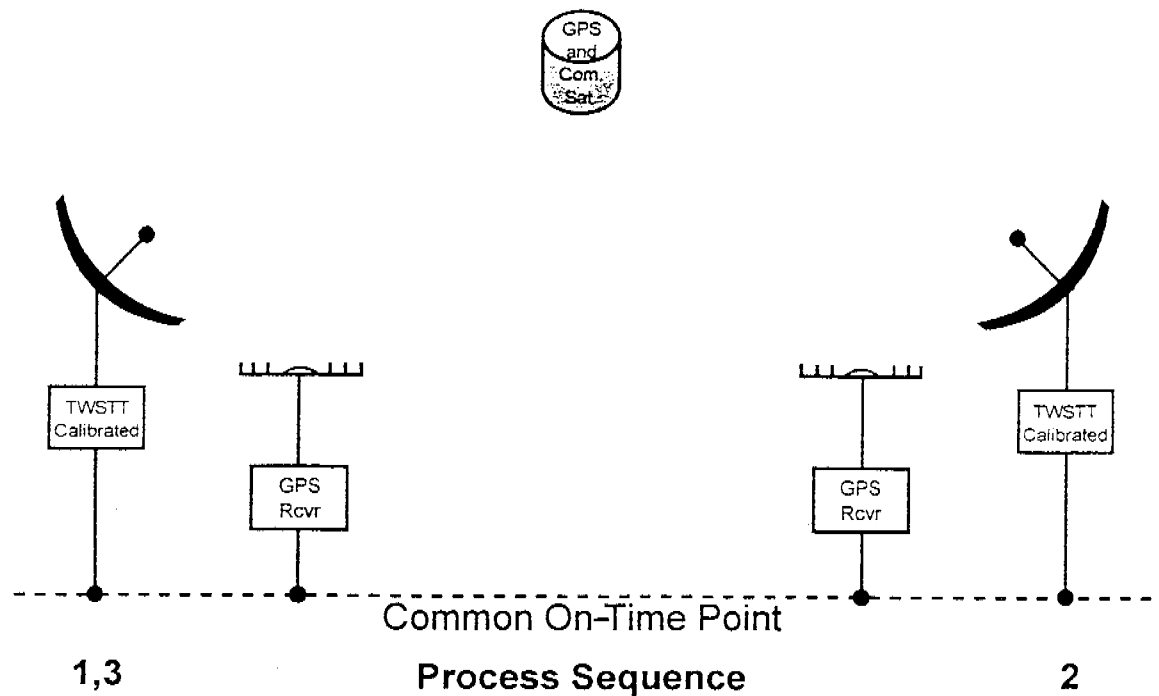 GPS
and
Com.
Sat
TWSTT
Calibrated
GPS
Rcvr
GPS
Rcvr
TWSTT
Calibrated
Common On-Time Point
1,3
Process Sequence
2